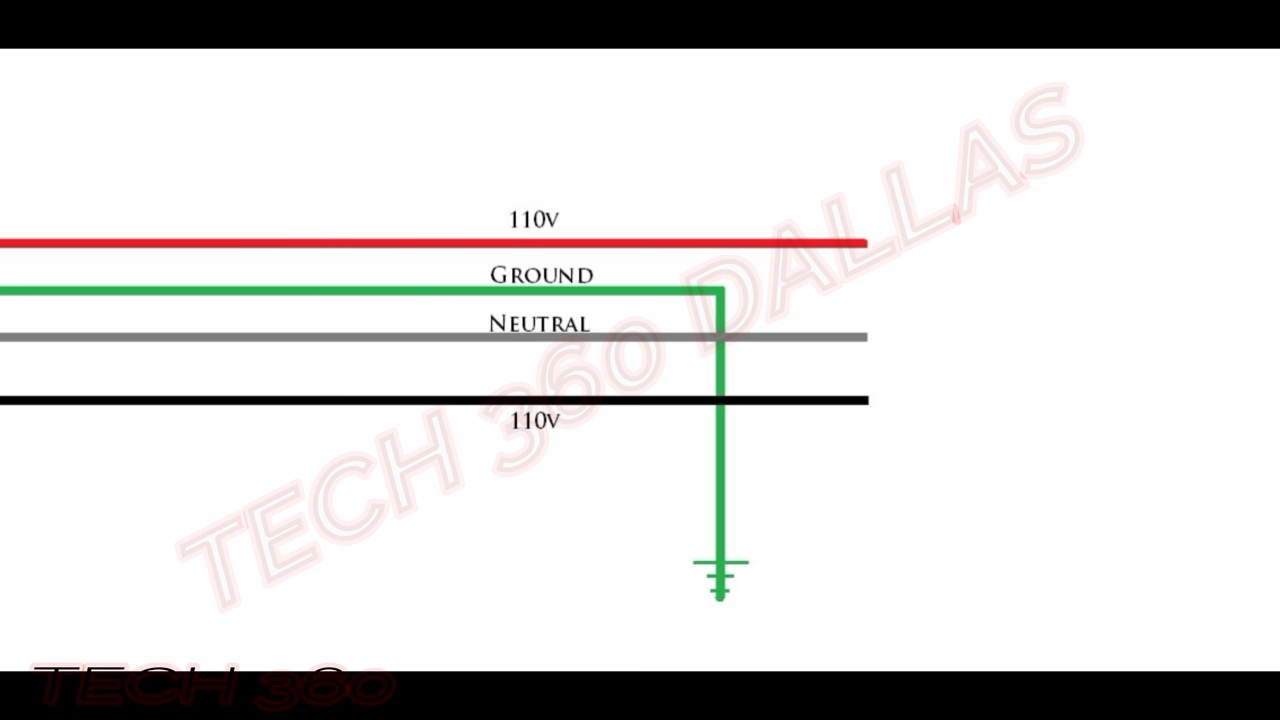 110V
GROUND
NEUTRAL
110V
TECH 360 DALLAS
TECH 360